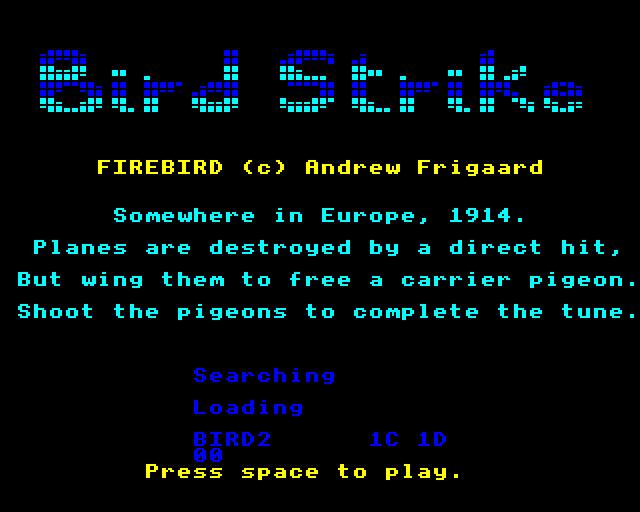 Bird Strike
FIREBIRD (c) Andrew Frigaard
Somewhere in Europe, 1914.
Planes are destroyed by a direct hit,
But wing them to free a carrier pigeon.
Shoot the pigeons to complete the tune.
Searching
Loading
BIRD2 1C 1D
00
Press space to play.